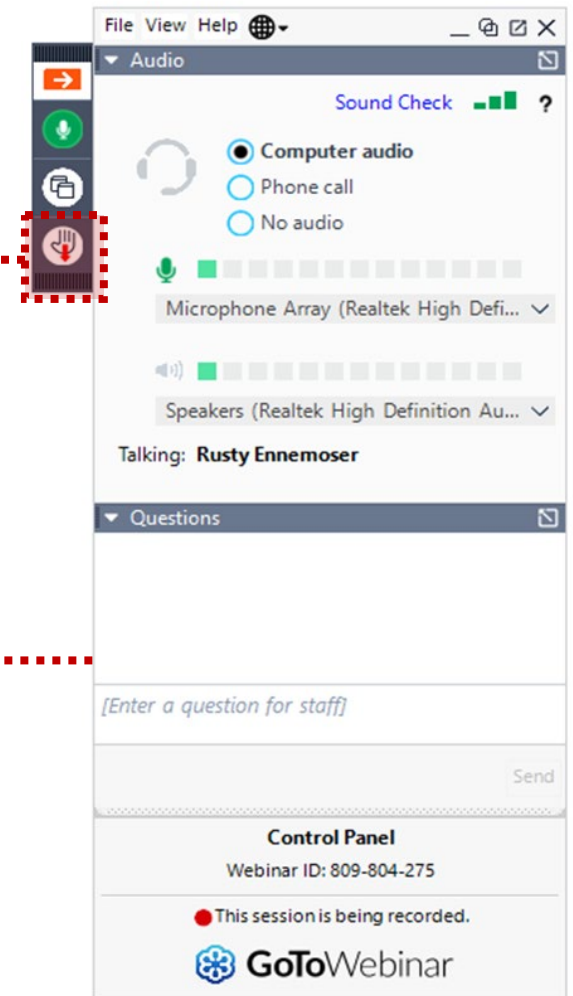 File View Help
Audio
Sound Check ?
Computer audio
Phone call
No audio
Microphone Array (Realtek High Defi...
Speakers (Realtek High Definition Au...
Talking: Rusty Ennemoser
Questions
[Enter a question for staff]
Send
Control Panel
Webinar ID: 809-804-275
This session is being recorded.
GoToWebinar